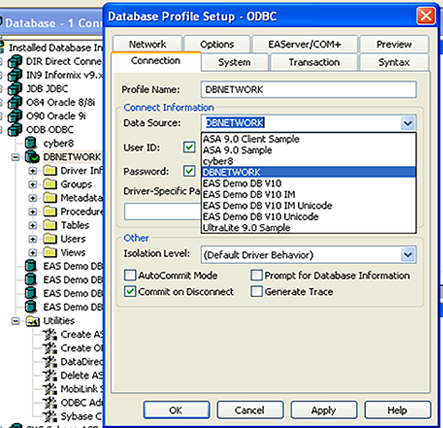 Database - 1 Conn
Installed Database In
DIR Direct Connec
IN9 Informix v9.x
JDB JDBC
O84 Oracle 8/8i
O90 Oracle 9i
ODB ODBC
cyber8
DBNETWORK
Driver Inf
Groups
Metadata
Procedure
Tables
Users
Views
EAS Demo DB
EAS Demo DB
EAS Demo DB
EAS Demo DB
Utilities
Create AS
Create O
DataDirec
Delete AS
MobiLink S
ODBC Adm
Sybase C
Database Profile Setup - ODBC
Network Options EAServer/COM+ Preview
Connection System Transaction Syntax
Profile Name: DBNETWORK
Connect Information
Data Source: DBNETWORK
ASA 9.0 Client Sample
ASA 9.0 Sample
cyber8
DBNETWORK
EAS Demo DB V10
EAS Demo DB V10 IM
EAS Demo DB V10 IM Unicode
EAS Demo DB V10 Unicode
UltraLite 9.0 Sample
User ID:
Password:
Driver-Specific Pa
Other
Isolation Level: (Default Driver Behavior)
AutoCommit Mode Prompt for Database Information
Commit on Disconnect Generate Trace
OK Cancel Apply Help